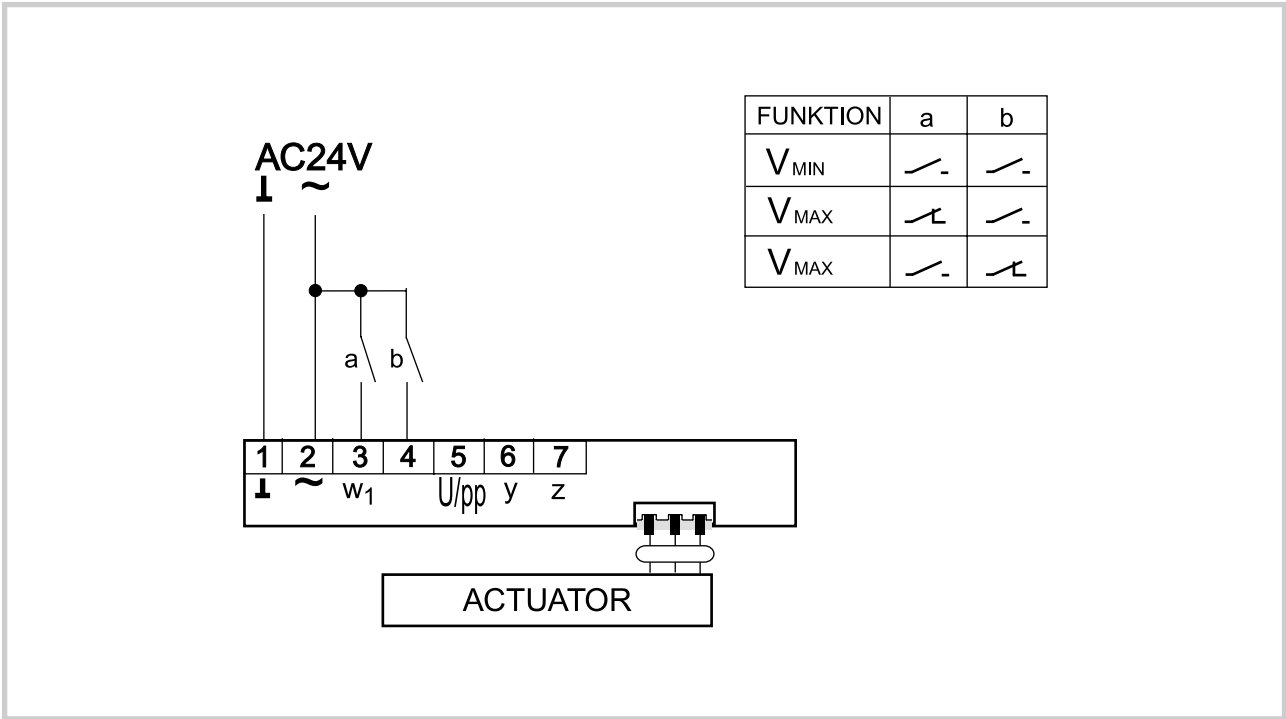 AC24V
⊥ ~
FUNKTION a b
VMIN
VMAX
VMAX
a b
1 2 3 4 5 6 7
⊥ ~ w1 U/pp y z
ACTUATOR